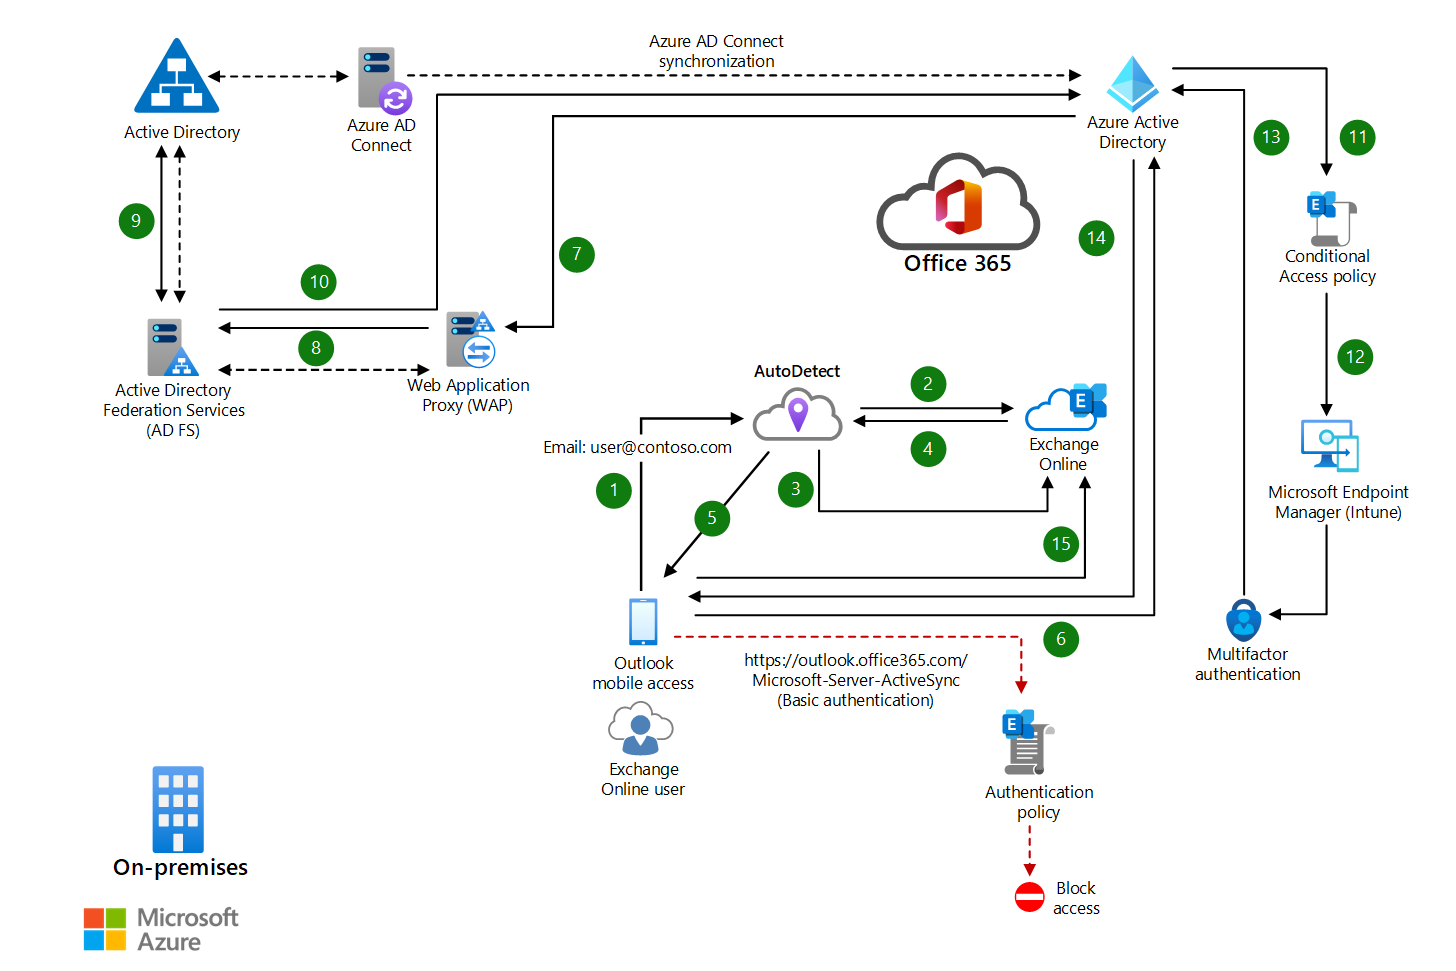 Azure AD Connect
synchronization
Active Directory
Azure AD
Connect
Azure Active
Directory
13
11
9
7
14
Office 365
Conditional
Access policy
10
8
12
Active Directory
Federation Services
(AD FS)
Web Application
Proxy (WAP)
AutoDetect
2
4
Exchange
Online
Email: user@contoso.com
1
3
5
15
Microsoft Endpoint
Manager (Intune)
6
Outlook
mobile access
https://outlook.office365.com/
Microsoft-Server-ActiveSync
(Basic authentication)
Multifactor
authentication
Exchange
Online user
Authentication
policy
Block
access
On-premises
Microsoft
Azure
E
E
E